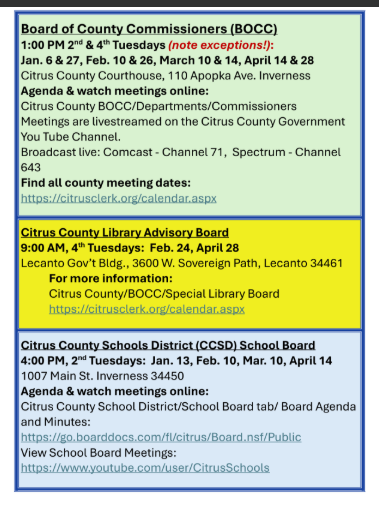 Board of County Commissioners (BOCC)
1:00 PM 2nd & 4th Tuesdays (note exceptions!):
Jan. 6 & 27, Feb. 10 & 26, March 10 & 14, April 14 & 28
Citrus County Courthouse, 110 Apopka Ave. Inverness
Agenda & watch meetings online:
Citrus County BOCC/Departments/Commissioners
Meetings are livestreamed on the Citrus County Government
You Tube Channel.
Broadcast live: Comcast - Channel 71, Spectrum - Channel
643
Find all county meeting dates:
https://citrusclerk.org/calendar.aspx
Citrus County Library Advisory Board
9:00 AM, 4th Tuesdays: Feb. 24, April 28
Lecanto Gov't Bldg., 3600 W. Sovereign Path, Lecanto 34461
For more information:
Citrus County/BOCC/Special Library Board
https://citrusclerk.org/calendar.aspx
Citrus County Schools District (CCSD) School Board
4:00 PM, 2nd Tuesdays: Jan. 13, Feb. 10, Mar. 10, April 14
1007 Main St. Inverness 34450
Agenda & watch meetings online:
Citrus County School District/School Board tab/ Board Agenda
and Minutes:
https://go.boarddocs.com/fl/citrus/Board.nsf/Public
View School Board Meetings:
https://www.youtube.com/user/CitrusSchools